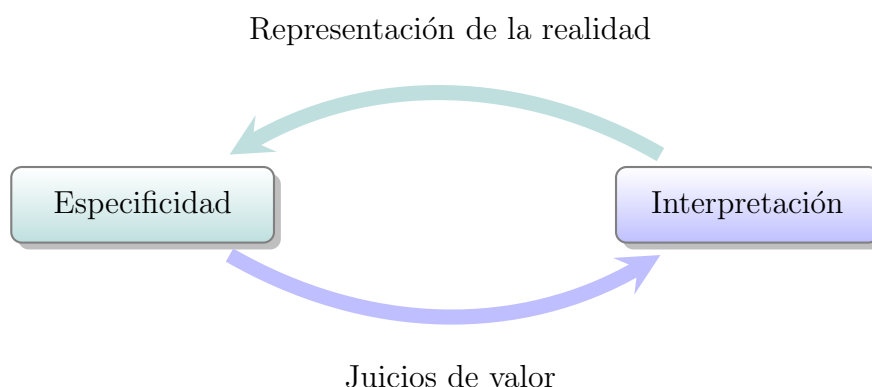 Representación de la realidad
Especificidad
Interpretación
Juicios de valor